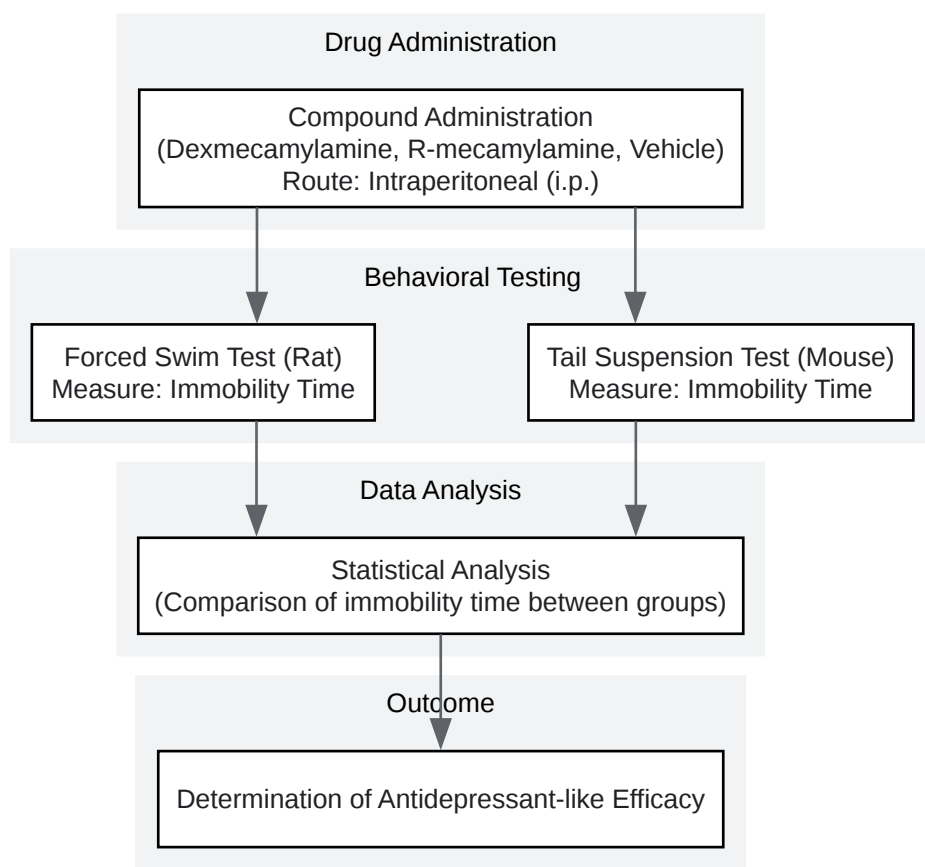 Drug Administration
Compound Administration
(Dexmecamylamine, R-mecamylamine, Vehicle)
Route: Intraperitoneal (i.p.)
Behavioral Testing
Forced Swim Test (Rat)
Measure: Immobility Time
Tail Suspension Test (Mouse)
Measure: Immobility Time
Data Analysis
Statistical Analysis
(Comparison of immobility time between groups)
Outcome
Determination of Antidepressant-like Efficacy